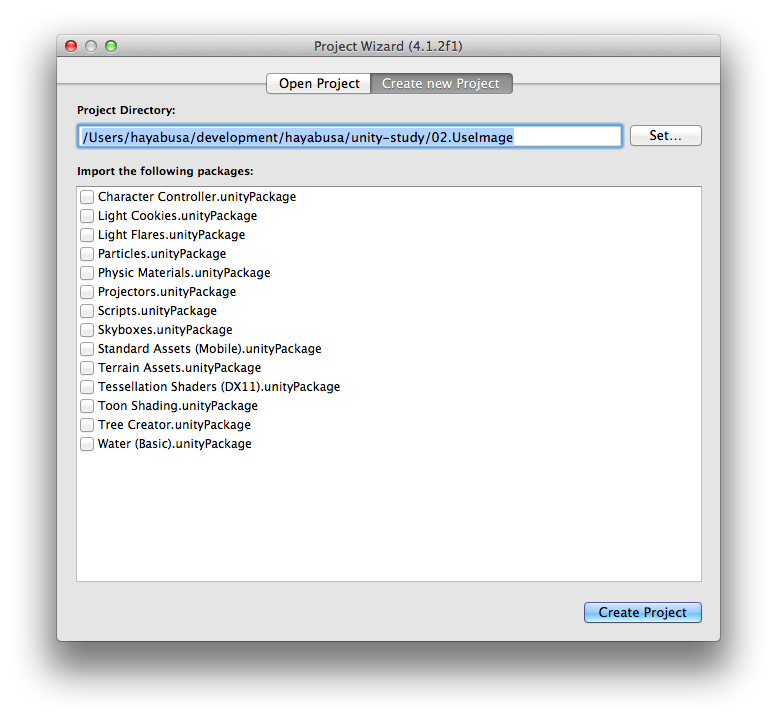 Project Wizard (4.1.2f1)
Open Project
Create new Project
Project Directory:
/Users/hayabusa/development/hayabusa/unity-study/02.UseImage
Set...
Import the following packages:
Character Controller.unityPackage
Light Cookies.unityPackage
Light Flares.unityPackage
Particles.unityPackage
Physic Materials.unityPackage
Projectors.unityPackage
Scripts.unityPackage
Skyboxes.unityPackage
Standard Assets (Mobile).unityPackage
Terrain Assets.unityPackage
Tessellation Shaders (DX11).unityPackage
Toon Shading.unityPackage
Tree Creator.unityPackage
Water (Basic).unityPackage
Create Project